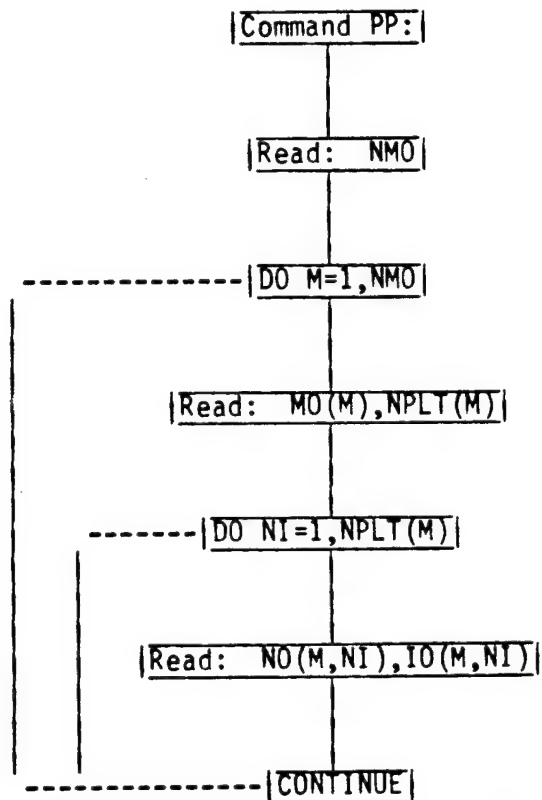 Command PP:
Read: NMO
DO M=1,NMO
Read: MO(M),NPLT(M)
DO NI=1,NPLT(M)
Read: NO(M,NI),IO(M,NI)
CONTINUE